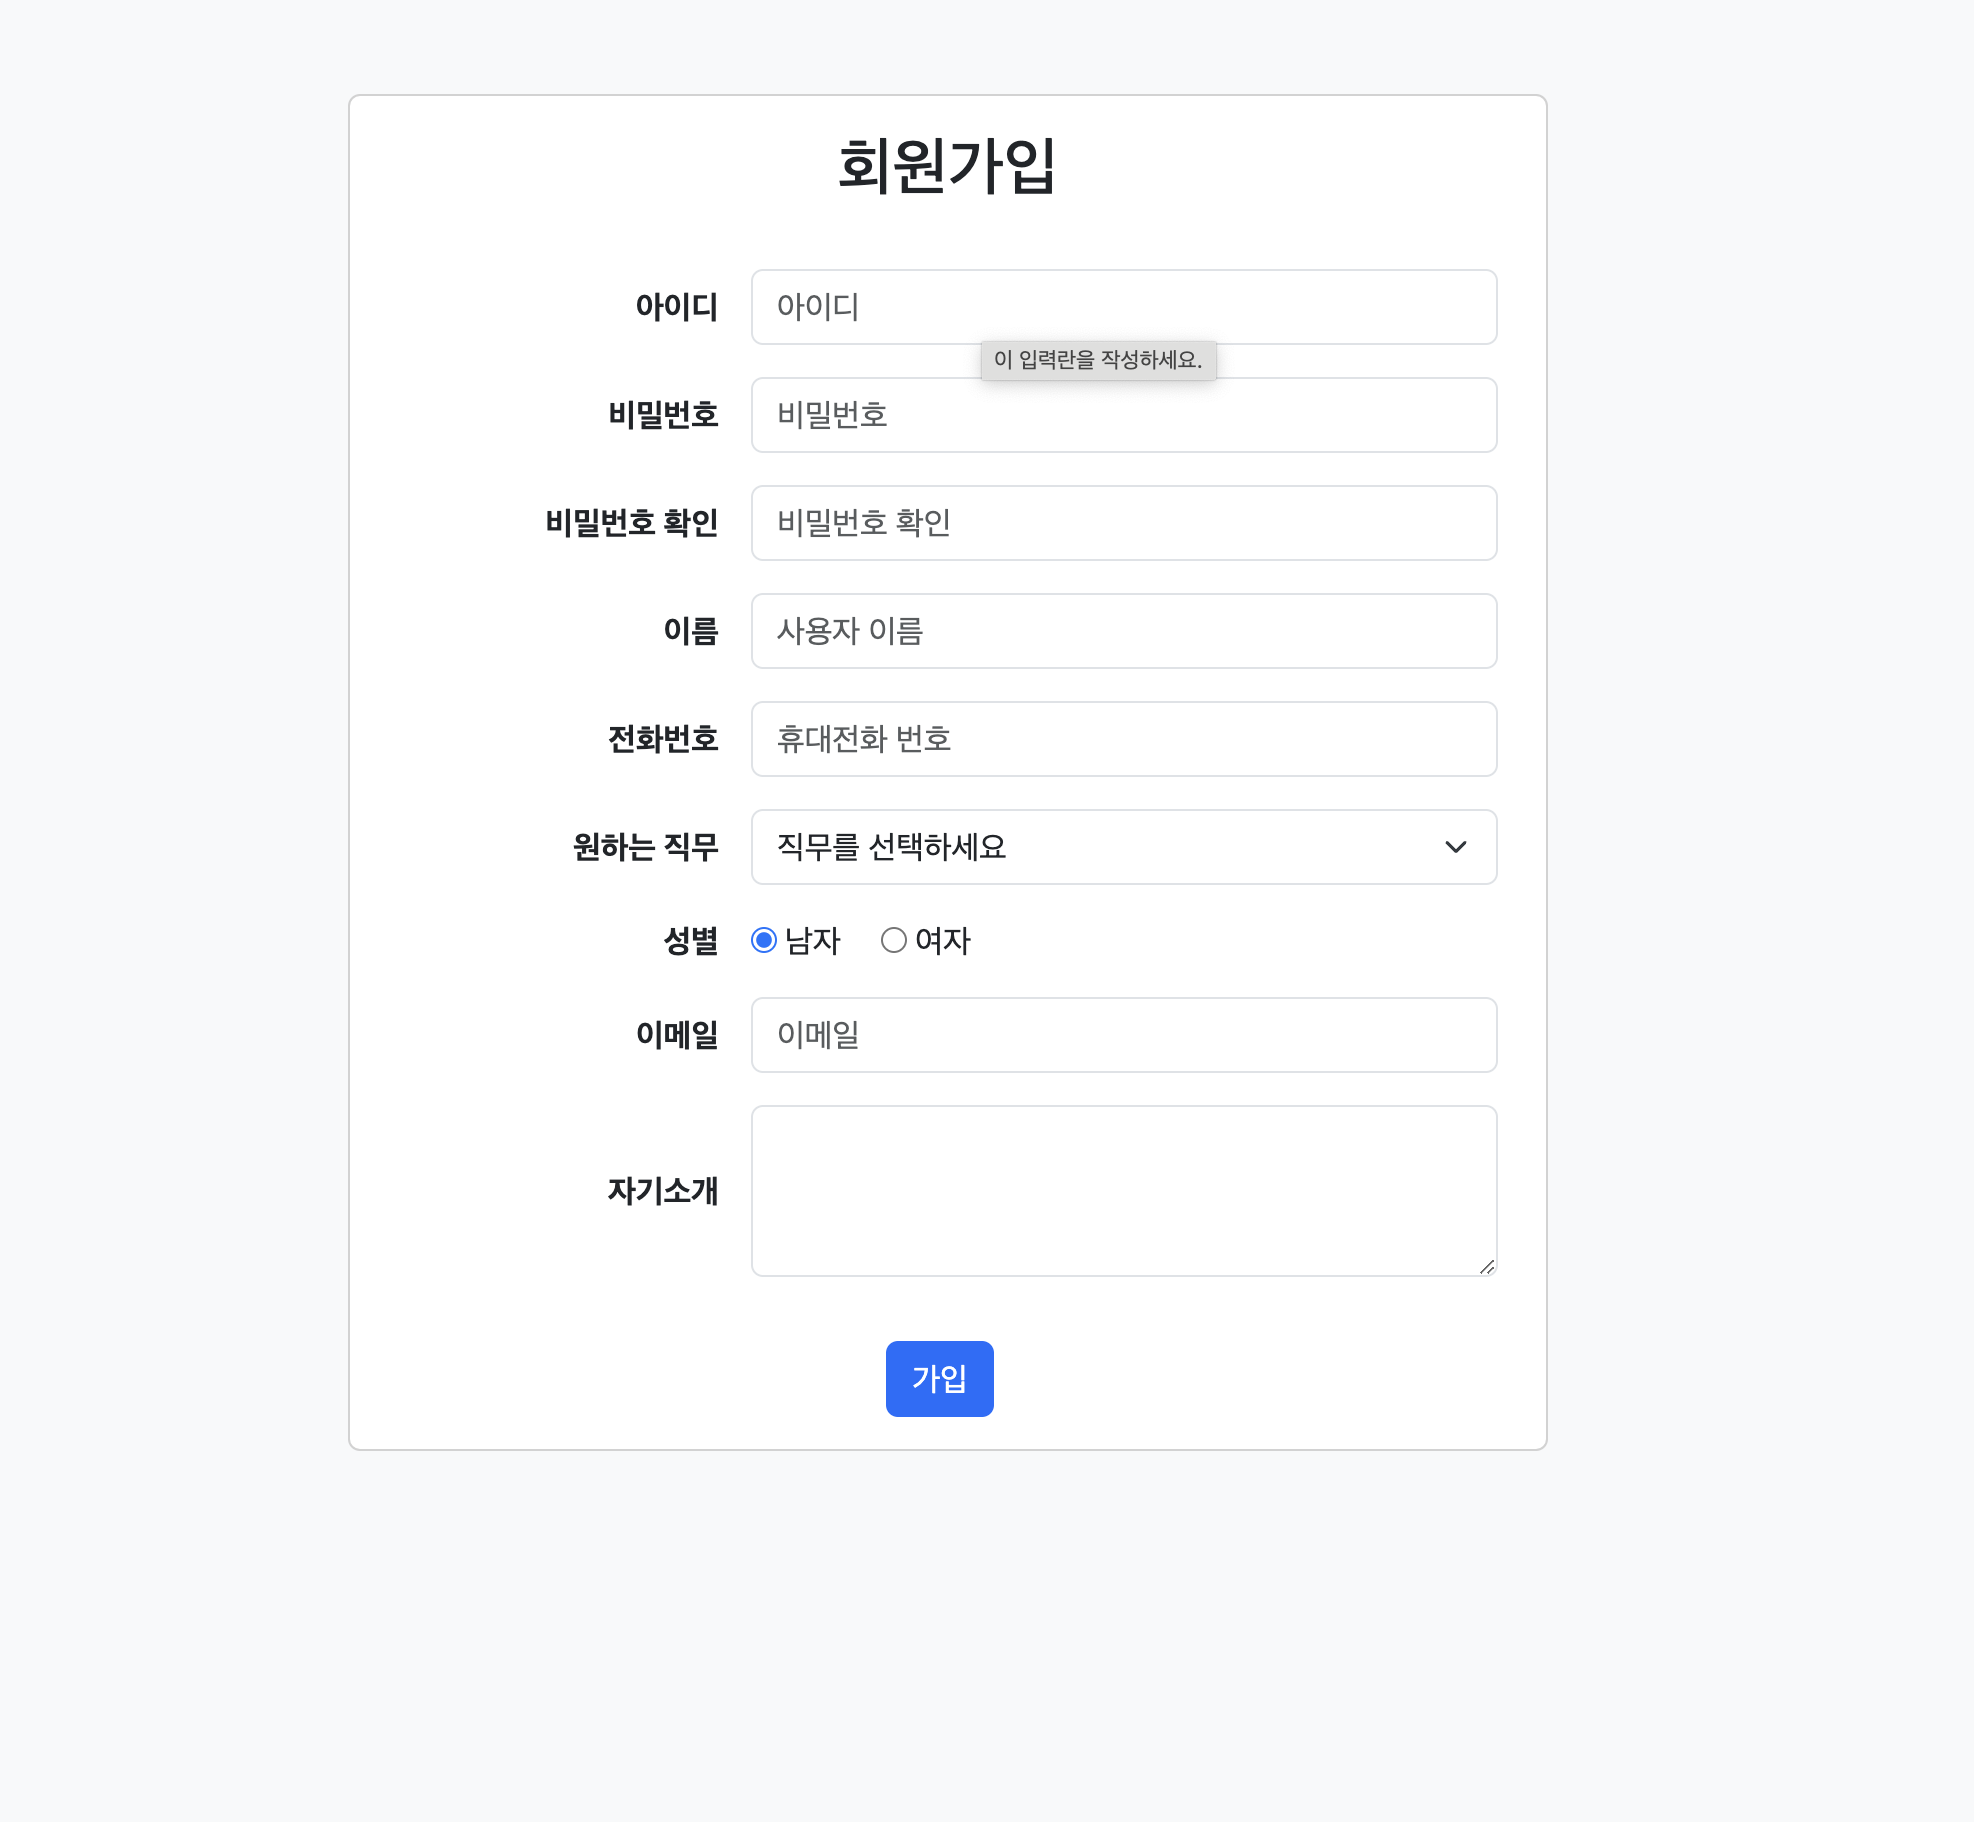 회원가입
아이디 아이디
이 입력란을 작성하세요.
비밀번호 비밀번호
비밀번호 확인 비밀번호 확인
이름 사용자 이름
전화번호 휴대전화 번호
원하는 직무 직무를 선택하세요
성별 남자 여자
이메일 이메일
자기소개
가입